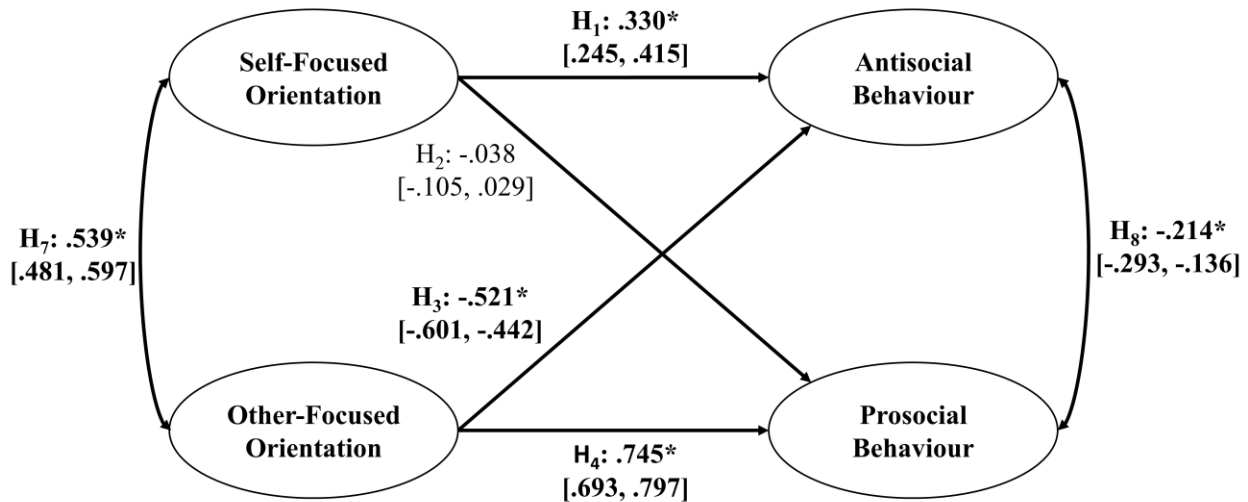 H₁: .330*
[.245, .415]
Self-Focused
Orientation
Antisocial
Behaviour
H₂: -.038
[-.105, .029]
H₇: .539*
[.481, .597]
H₈: -.214*
[-.293, -.136]
H₃: -.521*
[-.601, -.442]
Other-Focused
Orientation
Prosocial
Behaviour
H₄: .745*
[.693, .797]